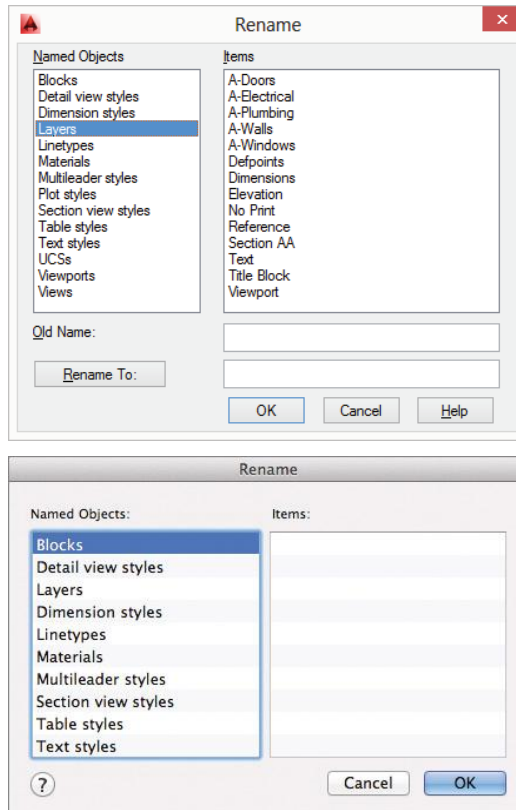 Rename
Named Objects
Items
Blocks
Detail view styles
Dimension styles
Layers
Linetypes
Materials
Multileader styles
Plot styles
Section view styles
Table styles
Text styles
UCSs
Viewports
Views
A-Doors
A-Electrical
A-Plumbing
A-Walls
A-Windows
Defpoints
Dimensions
Elevation
No Print
Reference
Section AA
Text
Title Block
Viewport
Old Name:
Rename To:
OK Cancel Help
Rename
Named Objects:
Items:
Blocks
Detail view styles
Layers
Dimension styles
Linetypes
Materials
Multileader styles
Section view styles
Table styles
Text styles
? Cancel OK